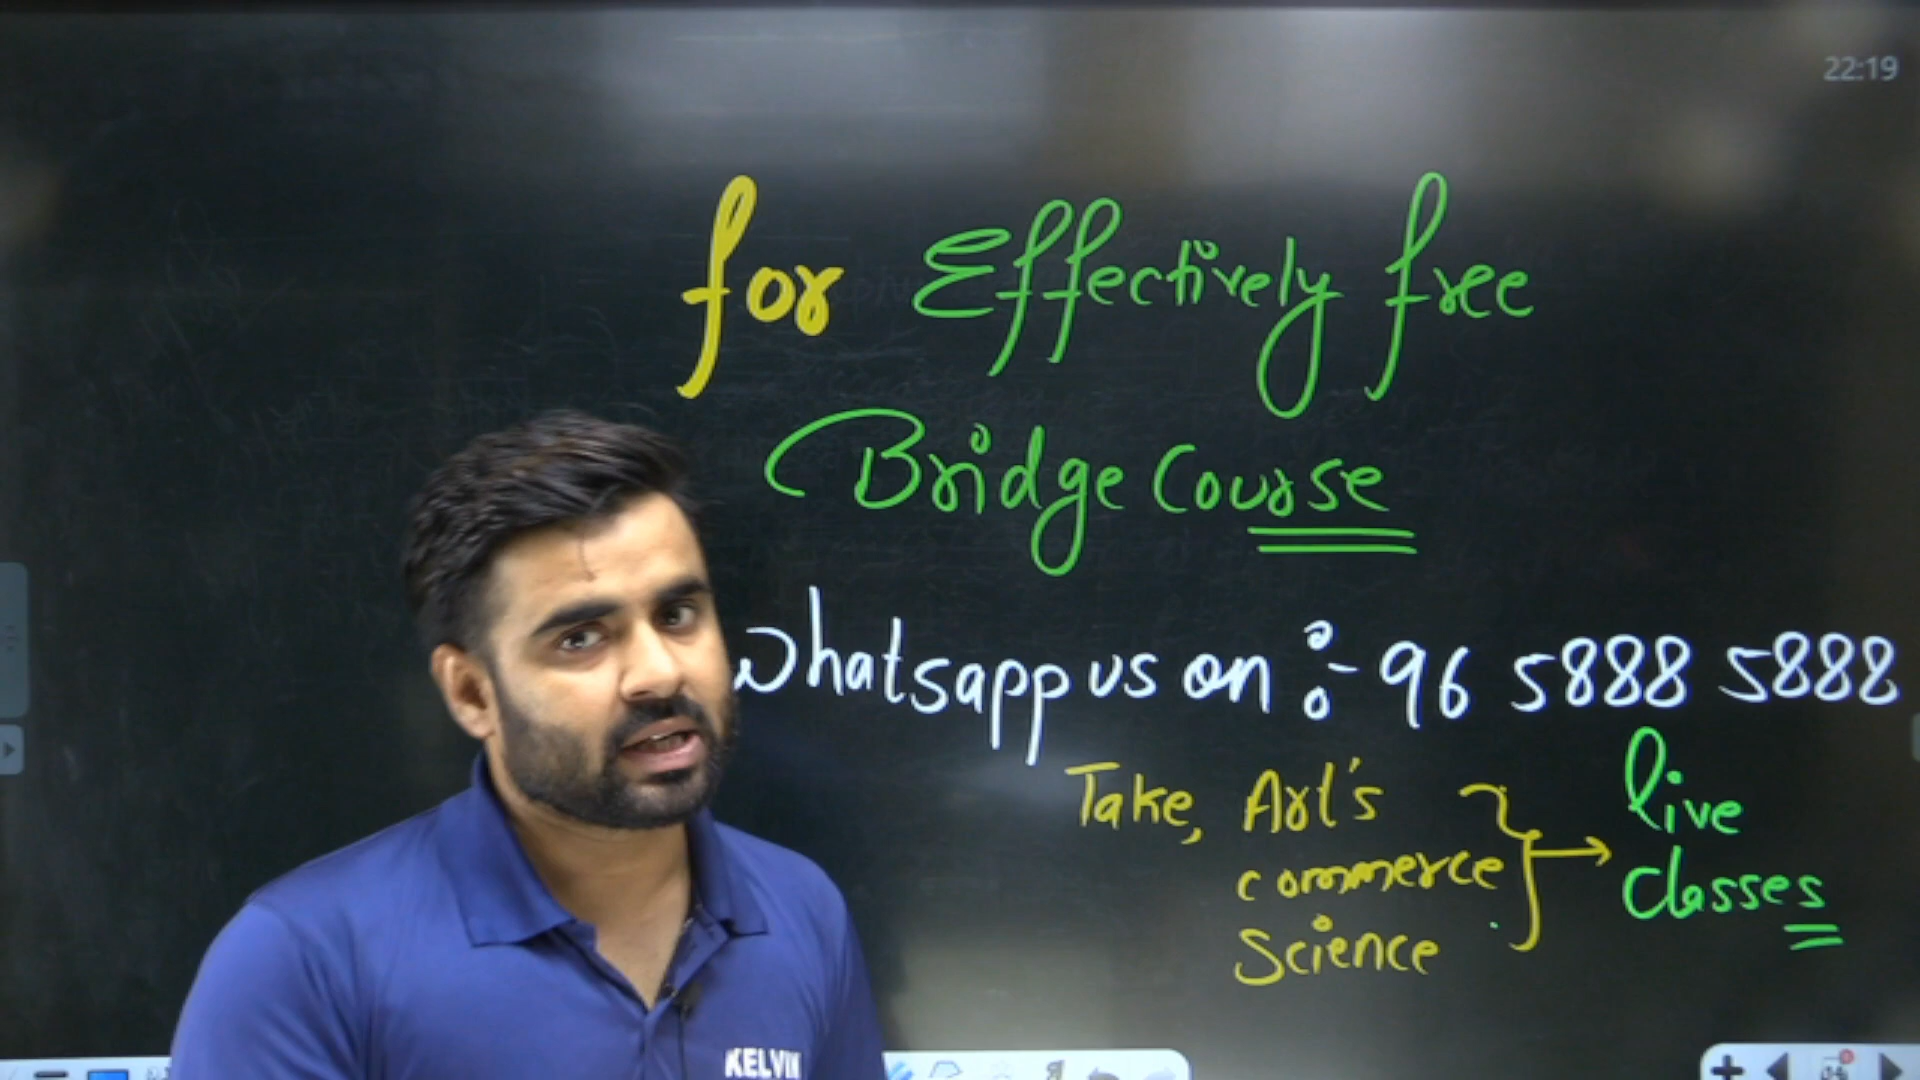 22:19
for Effectively free
Bridge Course
Whatsapp us on :- 96 5888 5888
Take, Art's
commerce
Science
live
classes
KELVIN